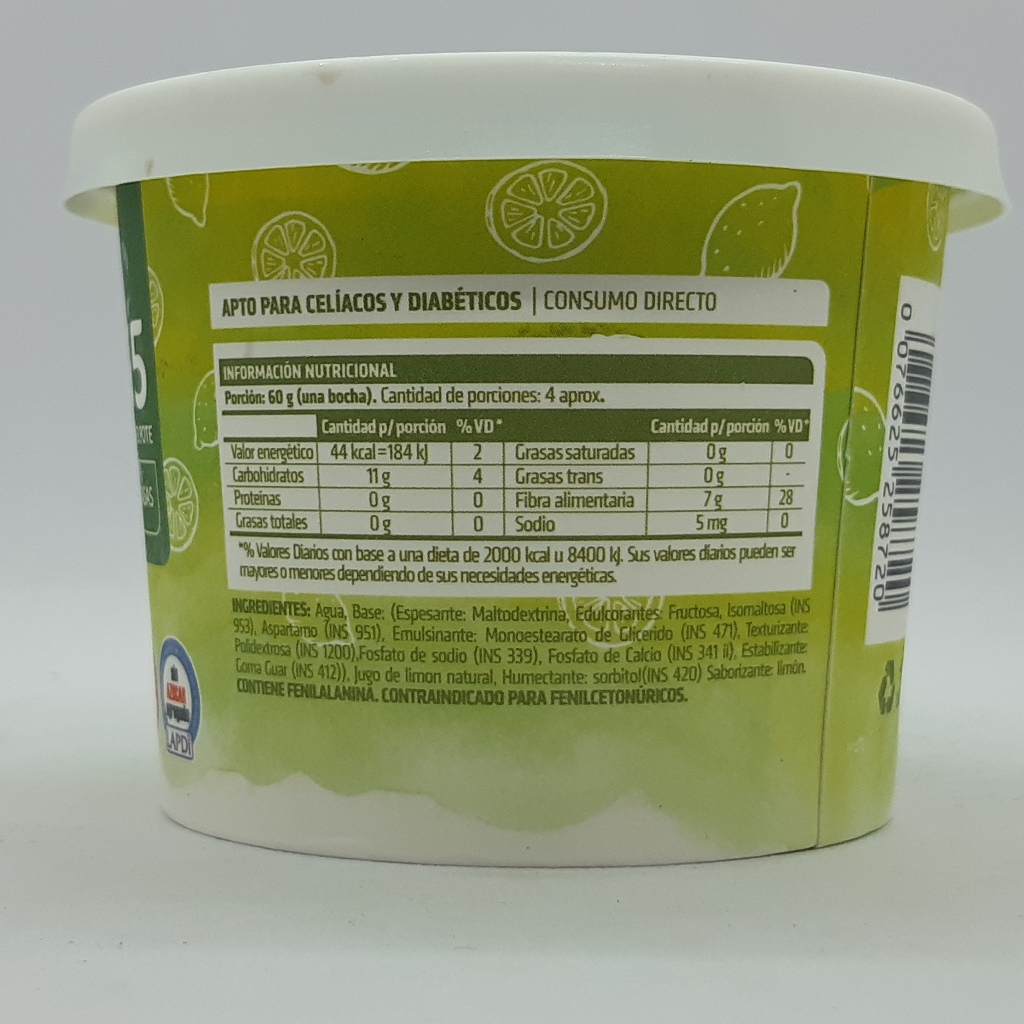 APTO PARA CELÍACOS Y DIABÉTICOS | CONSUMO DIRECTO
INFORMACIÓN NUTRICIONAL
Porción: 60 g (una bocha). Cantidad de porciones: 4 aprox.
Cantidad p/porción %VD* Cantidad p/porción %VD*
Valor energético 44 kcal=184 kJ 2 Grasas saturadas 0 g 0
Carbohidratos 11 g 4 Grasas trans 0 g -
Proteínas 0 g 0 Fibra alimentaria 7 g 28
Grasas totales 0 g 0 Sodio 5 mg 0
*% Valores Diarios con base a una dieta de 2000 kcal u 8400 kJ. Sus valores diarios pueden ser
mayores o menores dependiendo de sus necesidades energéticas.
INGREDIENTES: Agua, Base: (Espesante: Maltodextrina, Edulcorantes: Fructosa, Isomaltosa (INS
953), Aspartamo (INS 951), Emulsinante: Monoestearato de Glicerido (INS 471), Texturizante:
Polidextrosa (INS 1200),Fosfato de sodio (INS 339), Fosfato de Calcio (INS 341 ii), Estabilizante:
Goma Guar (INS 412)), Jugo de limon natural, Humectante: sorbitol(INS 420) Saborizante: limón.
CONTIENE FENILALANINA. CONTRAINDICADO PARA FENILCETONÚRICOS.
5
SIN
AZÚCAR
agregada
LAPDI
0 076625 258720